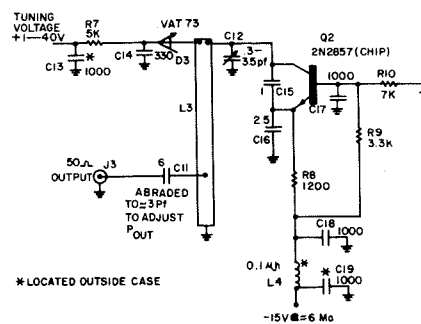 TUNING
VOLTAGE
+1—40V
R7
5K
VAT 73
D3
C13
*
1000
C14
330
C12
.3-
35pf
Q2
2N2857(CHIP)
1
C15
C17
1000
R10
7K
L3
2.5
C16
R9
3.3K
R8
1200
50Ω
OUTPUT
J3
6
C11
ABRADED
TO≃3Pf
TO ADJUST
POUT
C18
1000
0.1μh
*
L4
*
C19
1000
*LOCATED OUTSIDE CASE
-15V@≈6 Ma